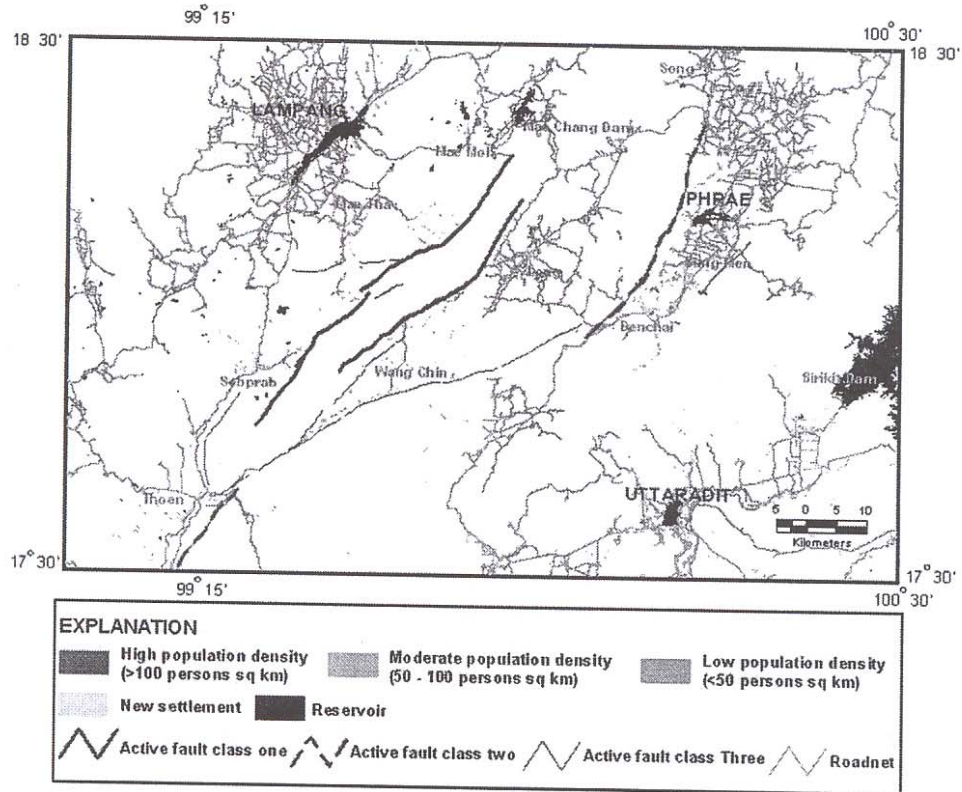 99° 15'
100° 30'
18 30'
18 30'
Song
LAMPANG
Chang Dam
Mae
PHRAE
Denchai
Sebprab
Wang Chin
Sirikit Dam
Thoen
UTTARADIT
5 0 5 10
Kilometers
17° 30'
17° 30'
99° 15'
100° 30'
EXPLANATION
High population density
(>100 persons sq km)
Moderate population density
(50 - 100 persons sq km)
Low population density
(<50 persons sq km)
New settlement
Reservoir
Active fault class one
Active fault class two
Active fault class Three
Roadnet